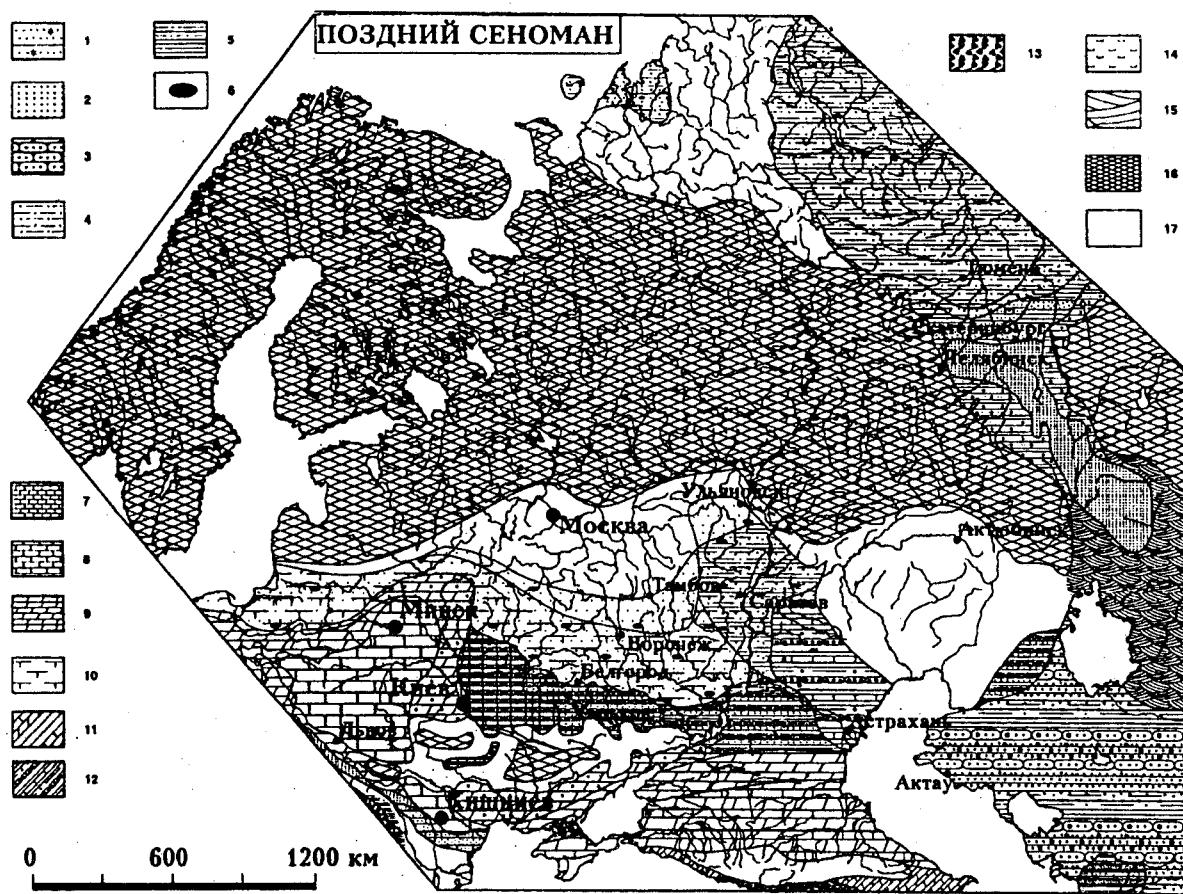 ПОЗДНИЙ СЕНОМАН
1
2
3
4
5
6
13
14
15
16
17
Тюмень
Екатеринбург
Челябинск
7
8
9
10
11
12
Ульяновск
Москва
Актюбинск
Тамбов
Саратов
Минск
Воронеж
Белгород
Киев
Львов
Астрахань
Актау
Кишинев
0 600 1200 км